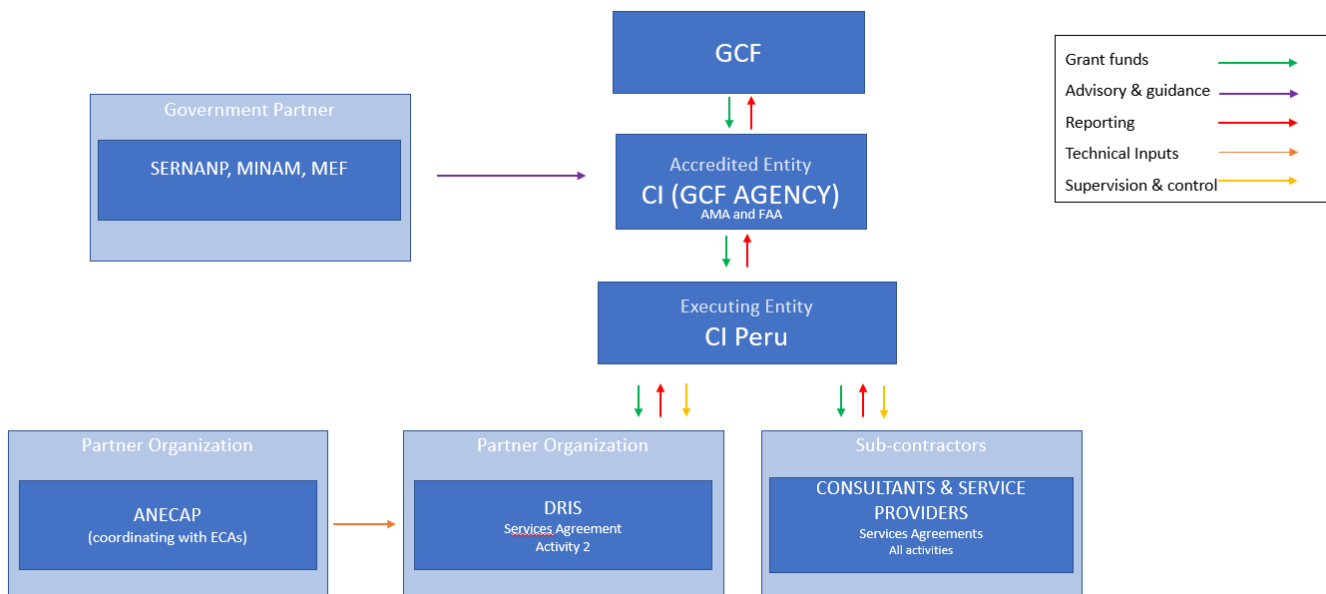 GCF
Grant funds
Advisory & guidance
Reporting
Technical Inputs
Supervision & control
Government Partner
SERNANP, MINAM, MEF
Accredited Entity
CI (GCF AGENCY)
AMA and FAA
Executing Entity
CI Peru
Partner Organization
ANECAP
(coordinating with ECAs)
Partner Organization
DRIS
Services Agreement
Activity 2
Sub-contractors
CONSULTANTS & SERVICE
PROVIDERS
Services Agreements
All activities